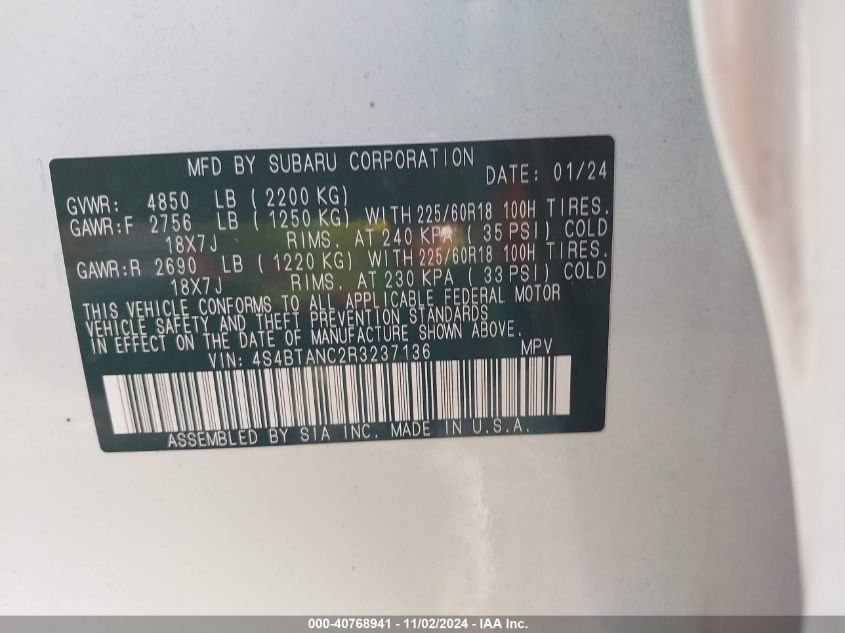 MFD BY SUBARU CORPORATION DATE: 01/24
GVWR: 4850 LB ( 2200 KG)
GAWR:F 2756 LB ( 1250 KG) WITH 225/60R18 100H TIRES.
18X7J RIMS. AT 240 KPA ( 35 PSI) COLD
GAWR:R 2690 LB ( 1220 KG) WITH 225/60R18 100H TIRES.
18X7J RIMS. AT 230 KPA ( 33 PSI) COLD
THIS VEHICLE CONFORMS TO ALL APPLICABLE FEDERAL MOTOR
VEHICLE SAFETY AND THEFT PREVENTION STANDARDS
IN EFFECT ON THE DATE OF MANUFACTURE SHOWN ABOVE.
VIN: 4S4BTANC2R3237136 MPV
ASSEMBLED BY SIA INC. MADE IN U.S.A.
000-40768941 - 11/02/2024 - IAA Inc.